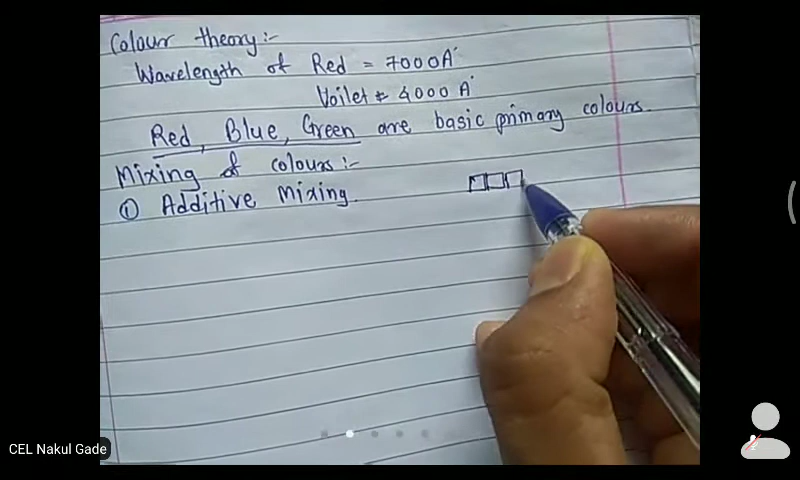 Colour theory:-
Wavelength of Red = 7000A°
Voilet = 4000 A°
Red, Blue, Green are basic primary colours.
Mixing of colours:-
① Additive Mixing.
CEL Nakul Gade